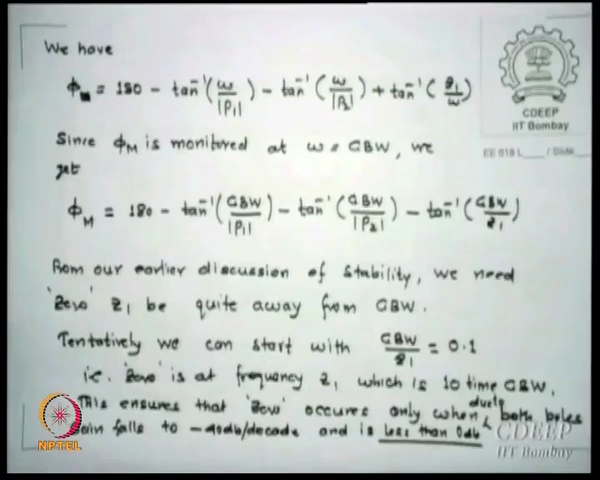 We have
CDEEP
IIT Bombay
Φ_M = 180 - tan⁻¹(ω/|P₁|) - tan⁻¹(ω/|P₂|) + tan⁻¹(z₁/ω)
EE 618 L___ / Slide___
Since Φ_M is monitored at ω = GBW, we
get
Φ_M = 180 - tan⁻¹(GBW/|P₁|) - tan⁻¹(GBW/|P₂|) - tan⁻¹(GBW/z₁)
From our earlier discussion of stability, we need
'Zero' z₁ be quite away from GBW.
Tentatively we can start with GBW/z₁ = 0.1
i.e. 'zero' is at frequency z₁ which is 10 time GBW.
This ensures that 'zero' occures only when due to both poles
Gain falls to -40db/decade and is less than 0db
NPTEL
CDEEP
IIT Bombay